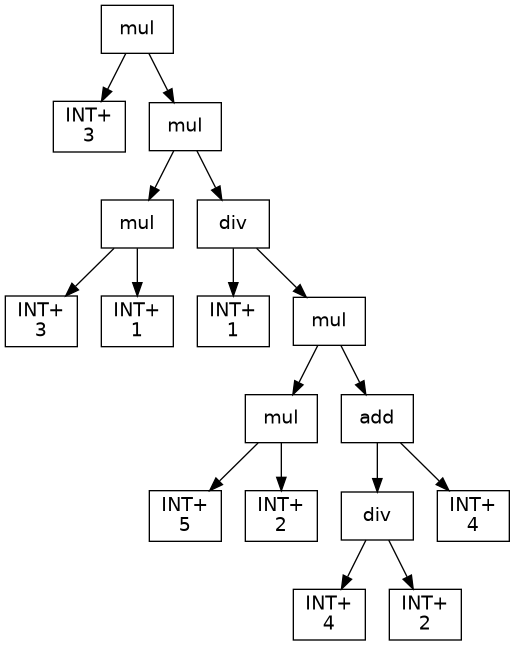 mul
INT+
3
mul
mul
div
INT+
3
INT+
1
INT+
1
mul
mul
add
INT+
5
INT+
2
div
INT+
4
INT+
4
INT+
2